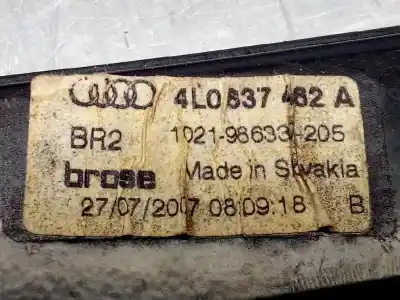 4L0 837 462 A
BR2 1021-98633-205
brose Made in Slovakia
27/07/2007 08:09:18 B